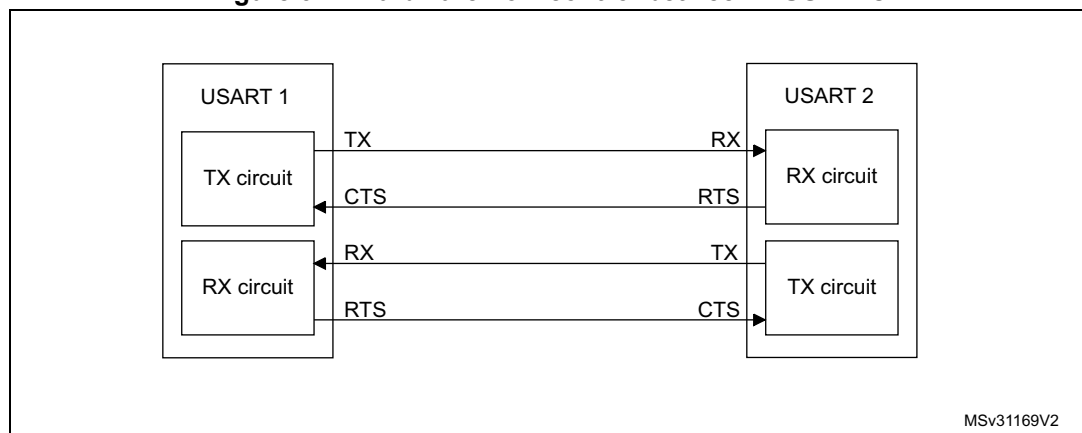 USART 1
USART 2
TX circuit
TX
RX
RX circuit
CTS
RTS
RX circuit
RX
TX
TX circuit
RTS
CTS
MSv31169V2